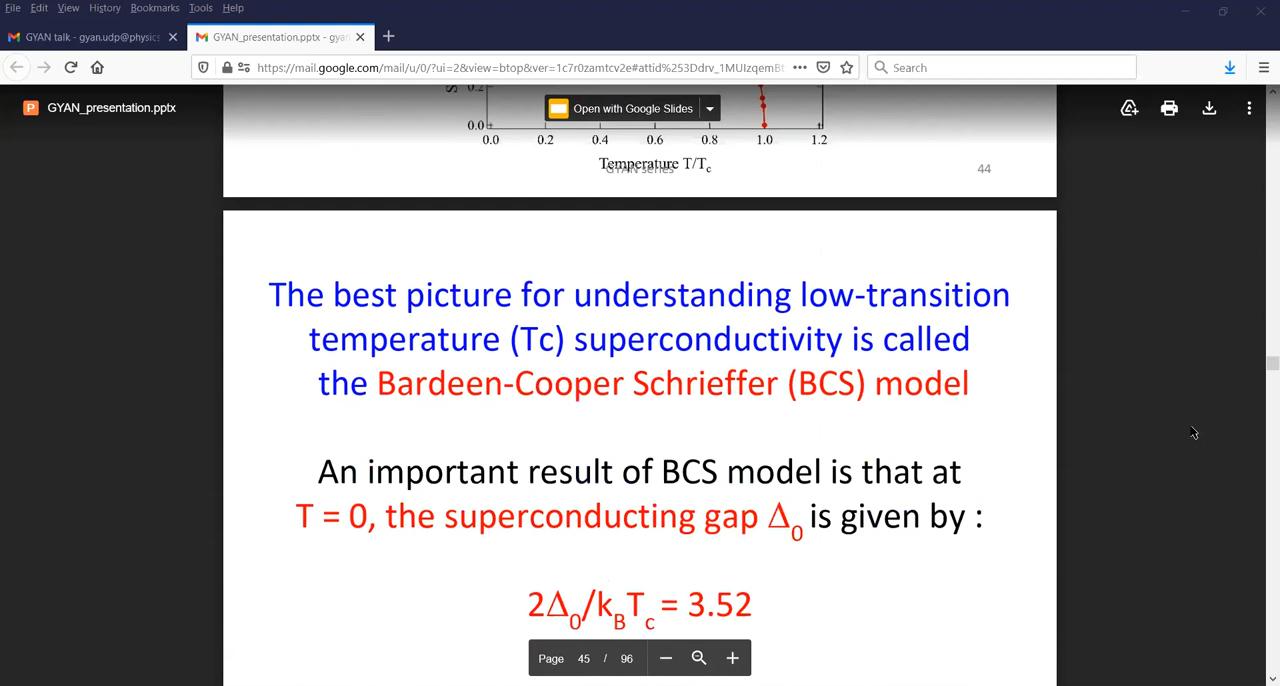 File Edit View History Bookmarks Tools Help
GYAN talk - gyan.udp@physics
GYAN_presentation.pptx - gyan
https://mail.google.com/mail/u/0/?ui=2&view=btop&ver=1c7r0zamtcv2e#attid%253Ddrv_1MUIzqemBt
Search
GYAN_presentation.pptx
Open with Google Slides
0.2
0.0
0.0 0.2 0.4 0.6 0.8 1.0 1.2
Temperature T/Tc
GYAN series
44
The best picture for understanding low-transition
temperature (Tc) superconductivity is called
the Bardeen-Cooper Schrieffer (BCS) model
An important result of BCS model is that at
T = 0, the superconducting gap Δ0 is given by :
2Δ0/kBTc = 3.52
Page 45 / 96